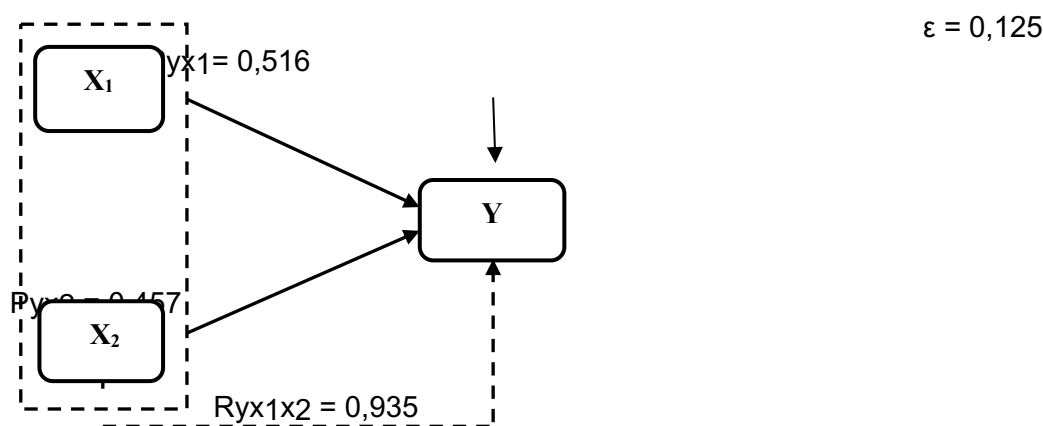 ε = 0,125
yx1= 0,516
X₁
Y
X₂
Ryx1x2 = 0,935